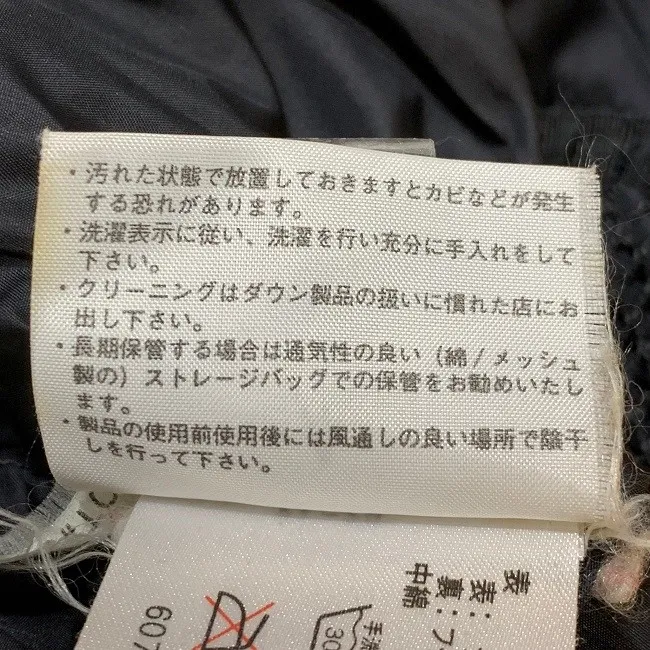 ・汚れた状態で放置しておきますとカビなどが発生
する恐れがあります。
・洗濯表示に従い、洗濯を行い充分に手入れをして
下さい。
・クリーニングはダウン製品の扱いに慣れた店にお
出し下さい。
・長期保管する場合は通気性の良い（綿/メッシュ
製の）ストレージバッグでの保管をお勧めいたし
ます。
・製品の使用前使用後には風通しの良い場所で陰干
しを行って下さい。
表
表
裏
中綿
30
607